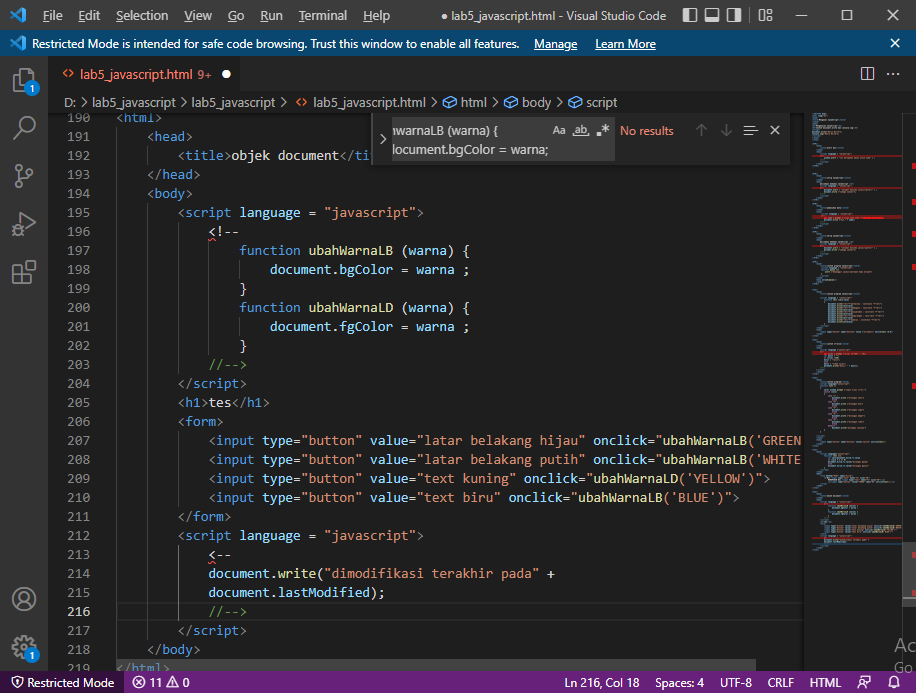 File Edit Selection View Go Run Terminal Help ● lab5_javascript.html - Visual Studio Code
Restricted Mode is intended for safe code browsing. Trust this window to enable all features. Manage Learn More
<> lab5_javascript.html 9+ ●
D: > lab5_javascript > lab5_javascript > <> lab5_javascript.html > html > body > script
190 <html>
191 <head>
192 <title>objek document</ti
193 </head>
194 <body>
195 <script language = "javascript">
196 <!--
197 function ubahWarnaLB (warna) {
198 document.bgColor = warna ;
199 }
200 function ubahWarnaLD (warna) {
201 document.fgColor = warna ;
202 }
203 //-->
204 </script>
205 <h1>tes</h1>
206 <form>
207 <input type="button" value="latar belakang hijau" onclick="ubahWarnaLB('GREEN
208 <input type="button" value="latar belakang putih" onclick="ubahWarnaLB('WHITE
209 <input type="button" value="text kuning" onclick="ubahWarnaLD('YELLOW')">
210 <input type="button" value="text biru" onclick="ubahWarnaLB('BLUE')">
211 </form>
212 <script language = "javascript">
213 <--
214 document.write("dimodifikasi terakhir pada" +
215 document.lastModified);
216 //-->
217 </script>
218 </body>
219 </html>
warnaLB (warna) {
locument.bgColor = warna;
Aa ab .* No results
1
1
Ac
Go
Restricted Mode 11 0 Ln 216, Col 18 Spaces: 4 UTF-8 CRLF HTML